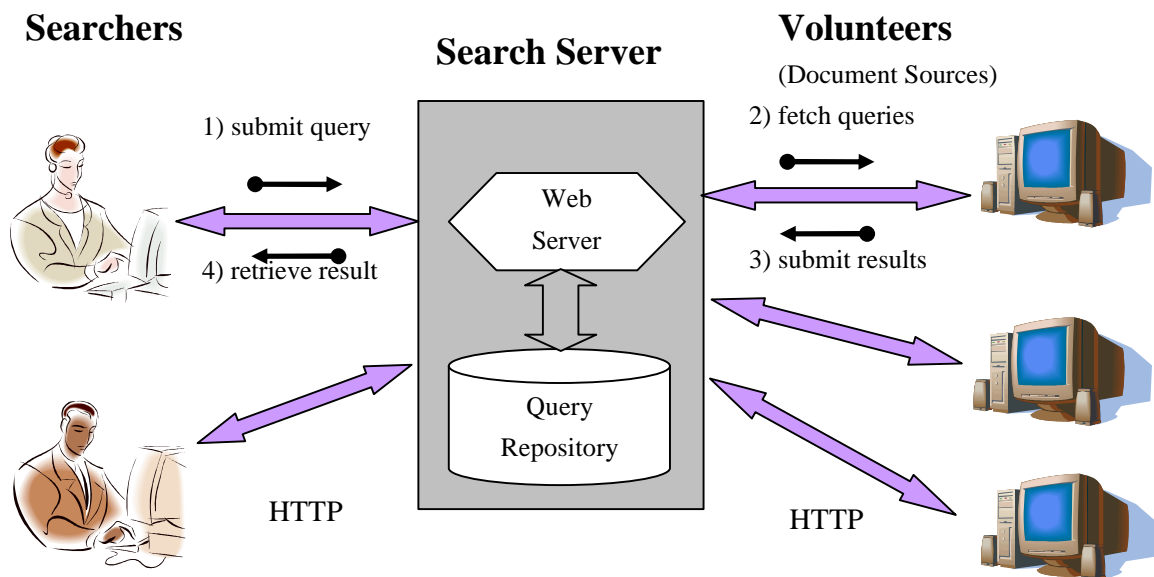 Searchers
Search Server
Volunteers
(Document Sources)
1) submit query
2) fetch queries
Web
Server
4) retrieve result
3) submit results
Query
Repository
HTTP
HTTP